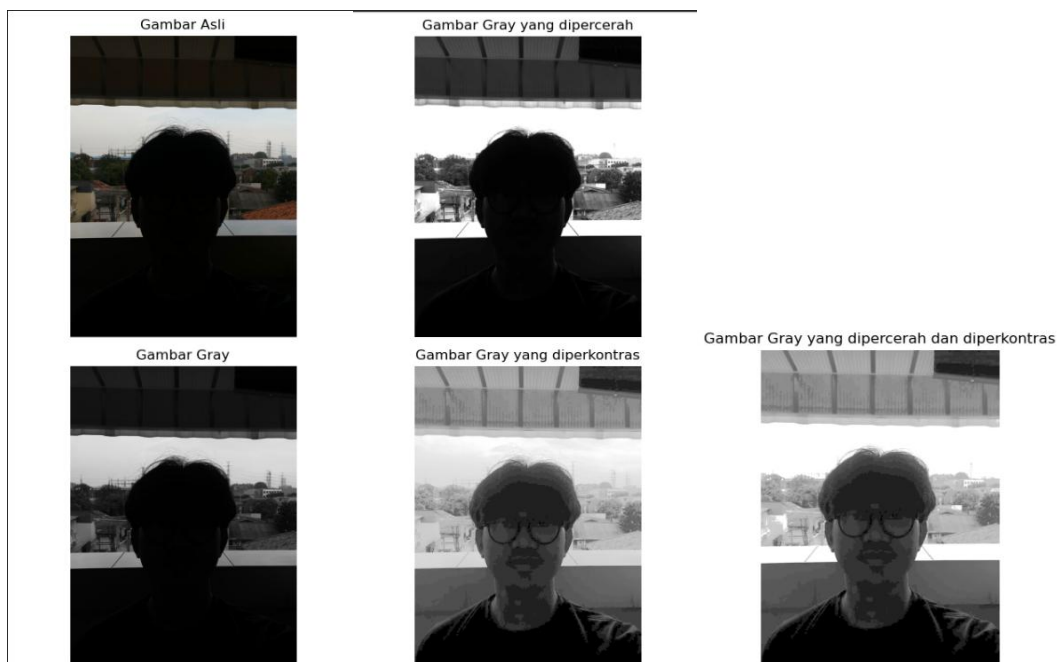 Gambar Asli
Gambar Gray yang dipercerah
Gambar Gray
Gambar Gray yang diperkontras
Gambar Gray yang dipercerah dan diperkontras